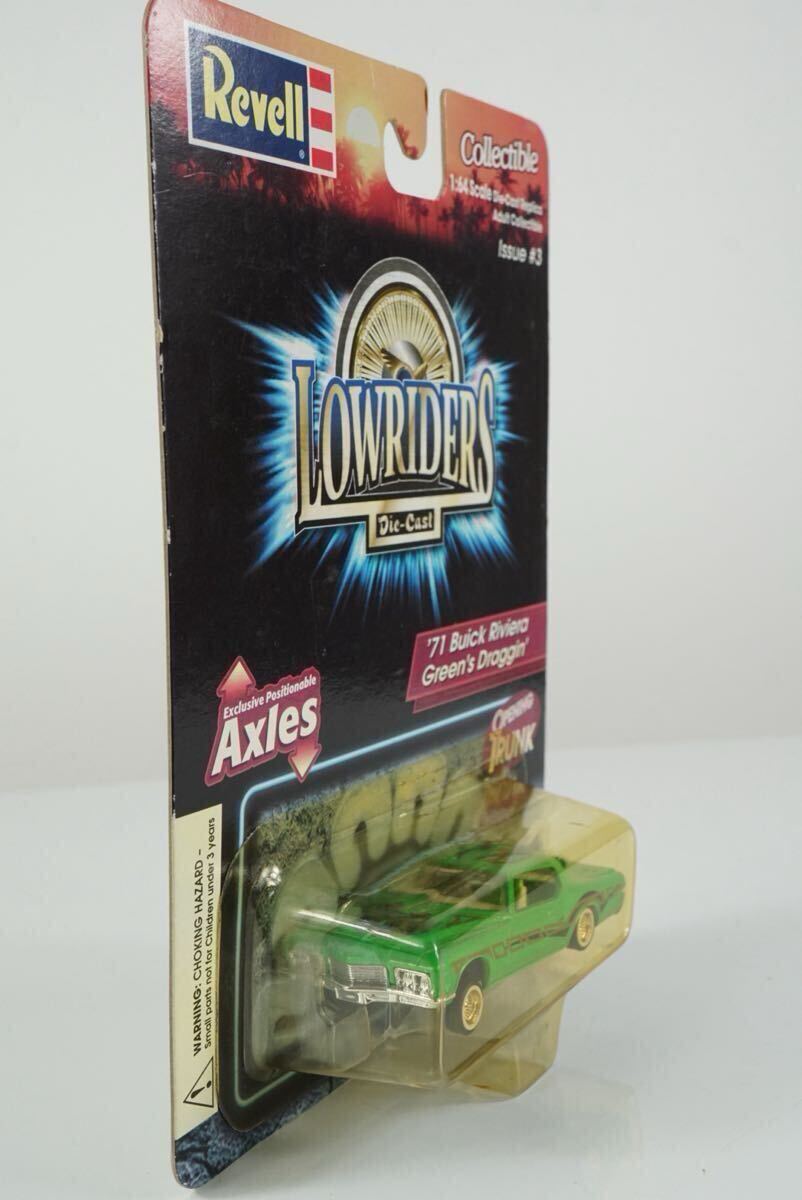 Revell
®
Collectible
1:64 Scale Die-Cast Replica
Adult Collectible
Issue #3
LOWRIDERS
Die-Cast
'71 Buick Riviera
Green's Draggin'
Exclusive Positionable
Axles
OPENING
TRUNK
WARNING: CHOKING HAZARD –
Small parts not for Children under 3 years